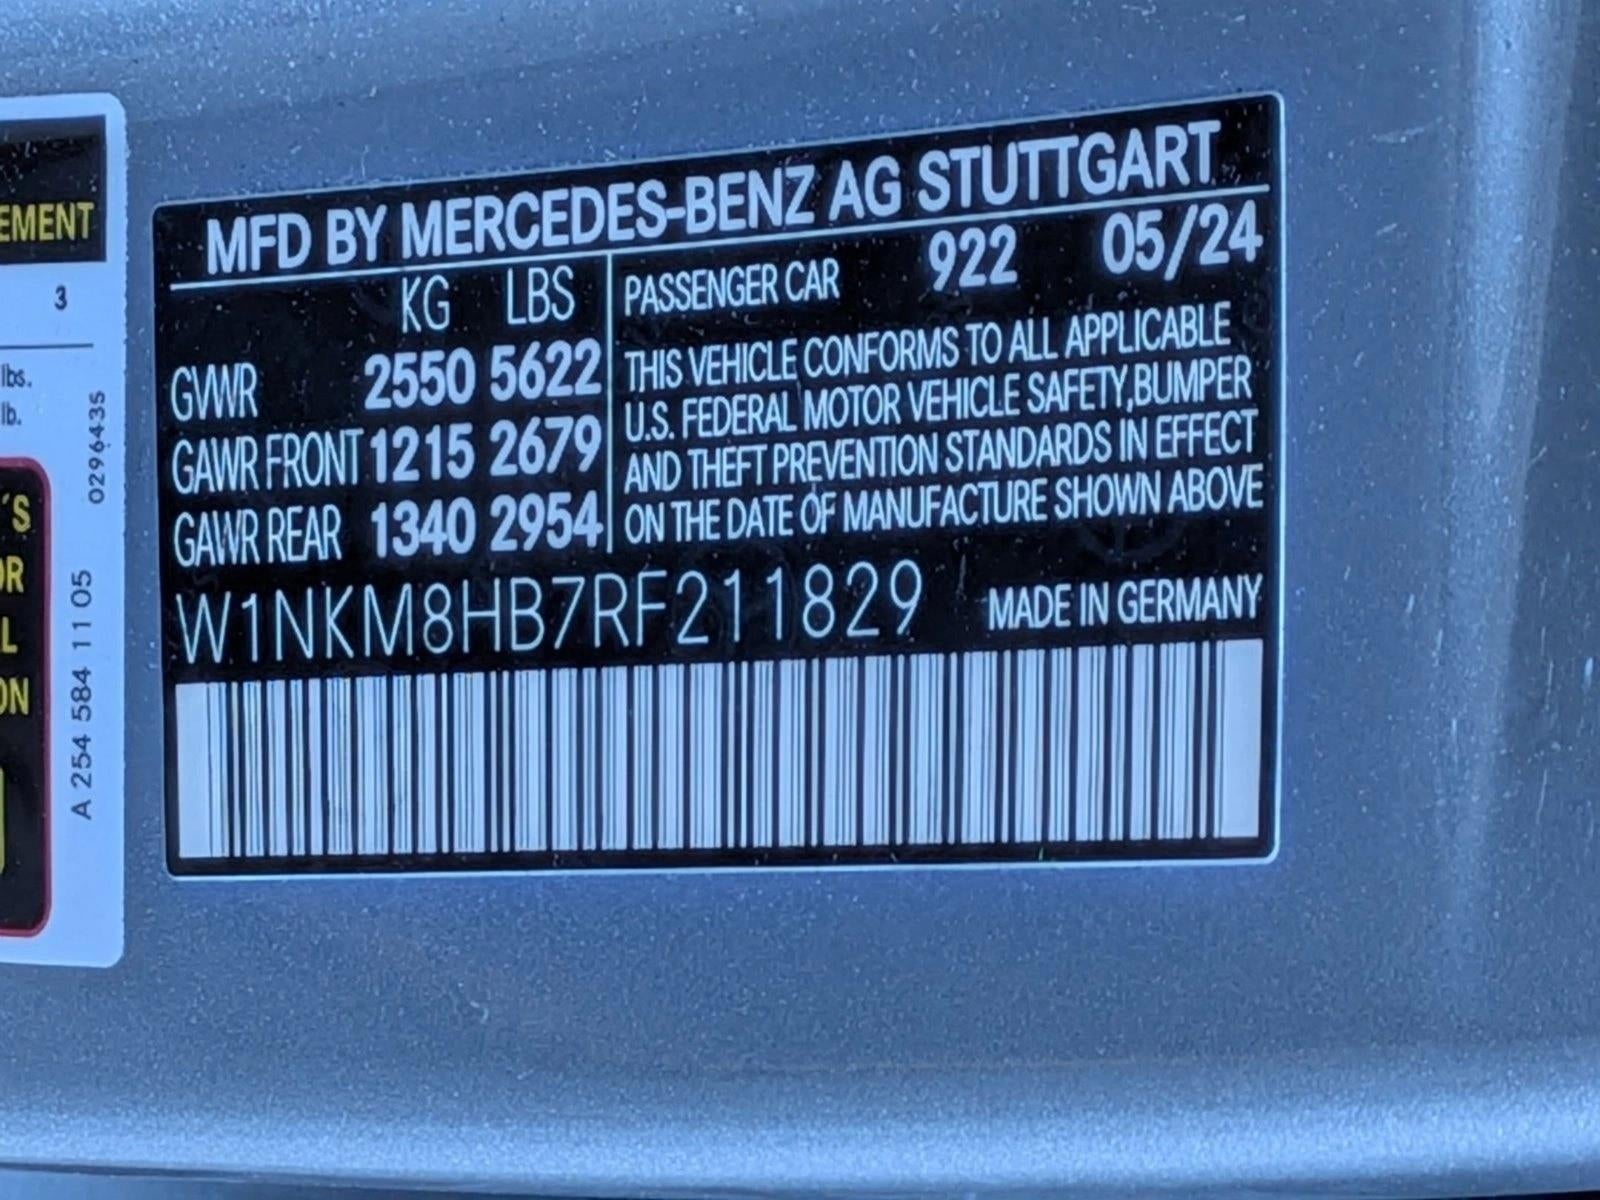 EMENT
3
lbs.
lb.
´S
OR
L
ON
0296435
A 254 584 11 05
MFD BY MERCEDES-BENZ AG STUTTGART
KG LBS
GVWR 2550 5622
GAWR FRONT 1215 2679
GAWR REAR 1340 2954
PASSENGER CAR 922 05/24
THIS VEHICLE CONFORMS TO ALL APPLICABLE
U.S. FEDERAL MOTOR VEHICLE SAFETY,BUMPER
AND THEFT PREVENTION STANDARDS IN EFFECT
ON THE DATE OF MANUFACTURE SHOWN ABOVE
W1NKM8HB7RF211829 MADE IN GERMANY